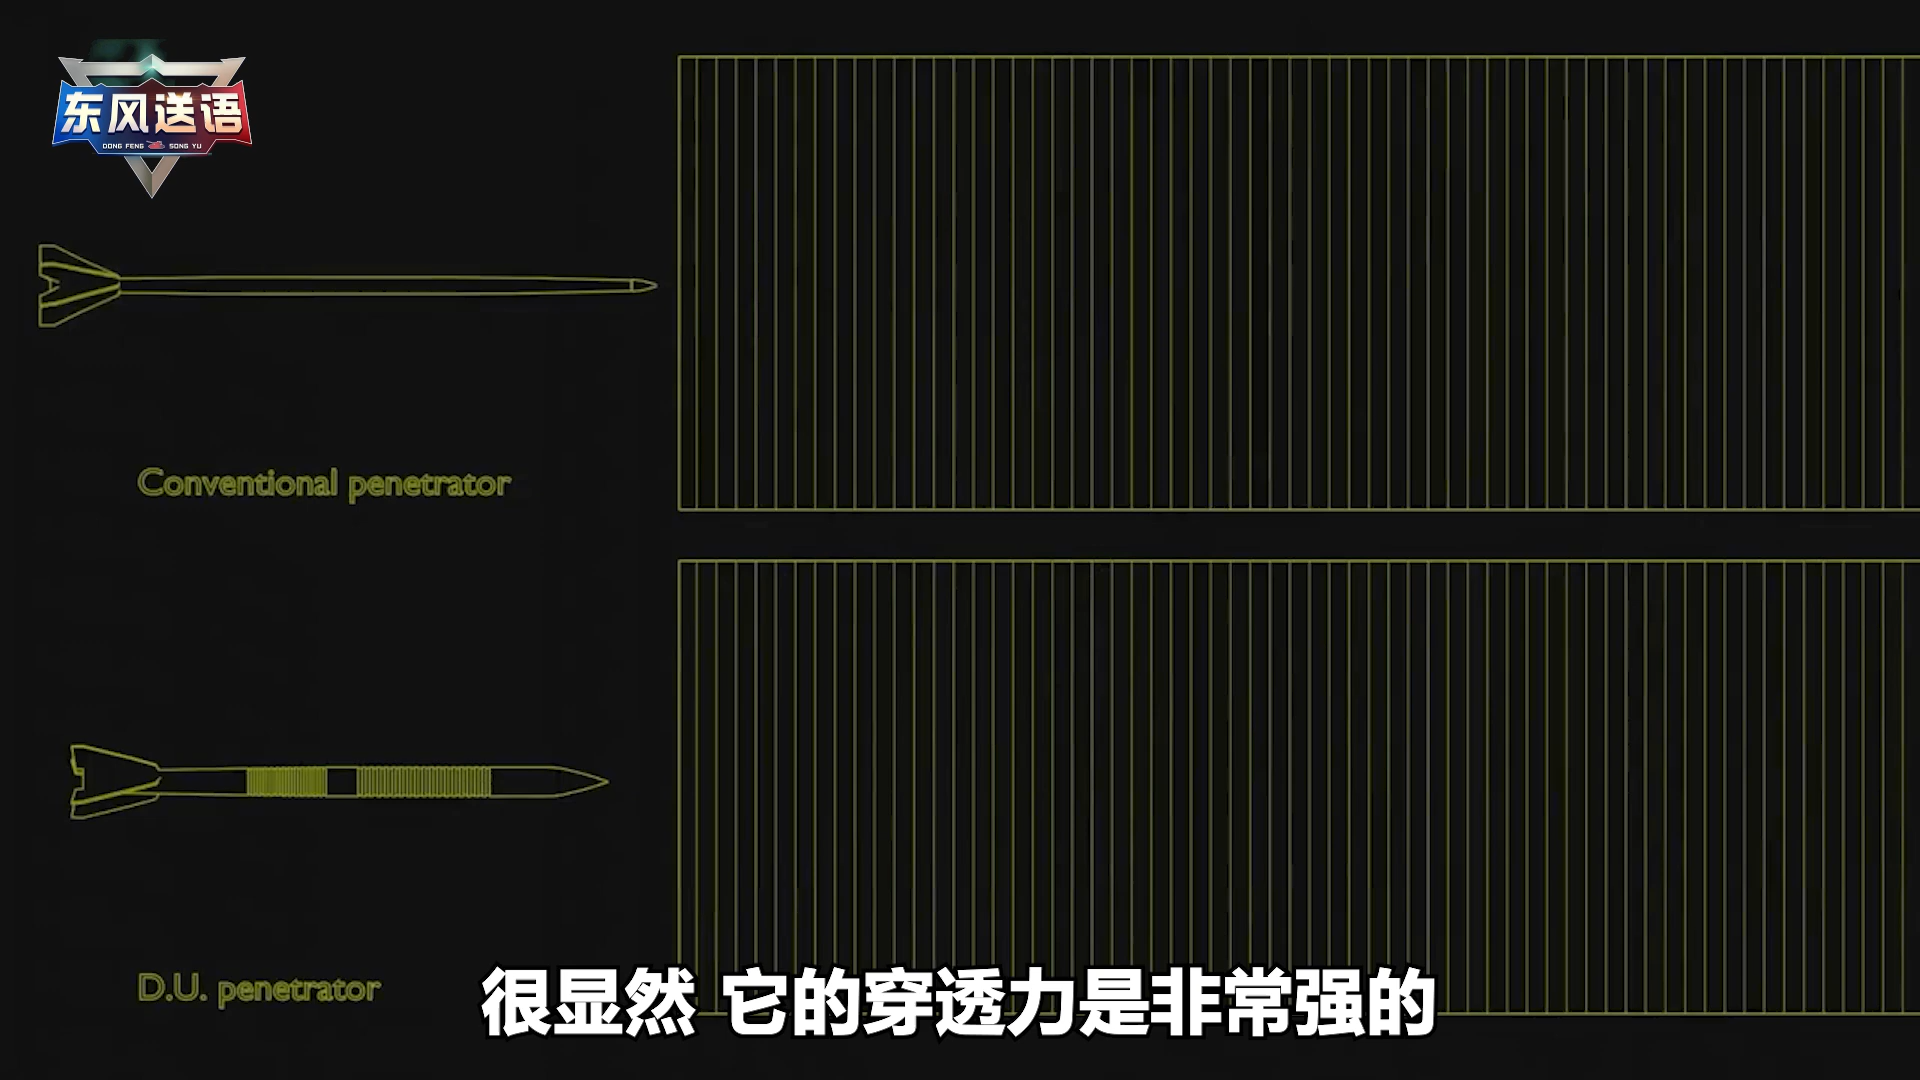 东风送语
DONG FENG SONG YU
Conventional penetrator
D.U. penetrator
很显然 它的穿透力是非常强的